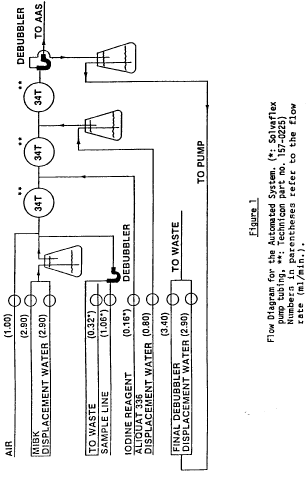 AIR (1.00)
MIBK (2.90)
DISPLACEMENT WATER (2.90)
TO WASTE (0.32*)
SAMPLE LINE (1.06*)
DEBUBBLER
IODINE REAGENT
ALIQUAT 336 (0.16*)
DISPLACEMENT WATER (0.80)
(3.40) TO WASTE
FINAL DEBUBBLER
DISPLACEMENT WATER (2.90)
34T **
34T **
34T **
DEBUBBLER
TO AAS
TO PUMP
Figure 1
Flow Diagram for the Automated System. (*: Solvaflex
pump tubing. **: Technicon part no. 157-0225)
Numbers in parentheses refer to the flow
rate (ml/min.).